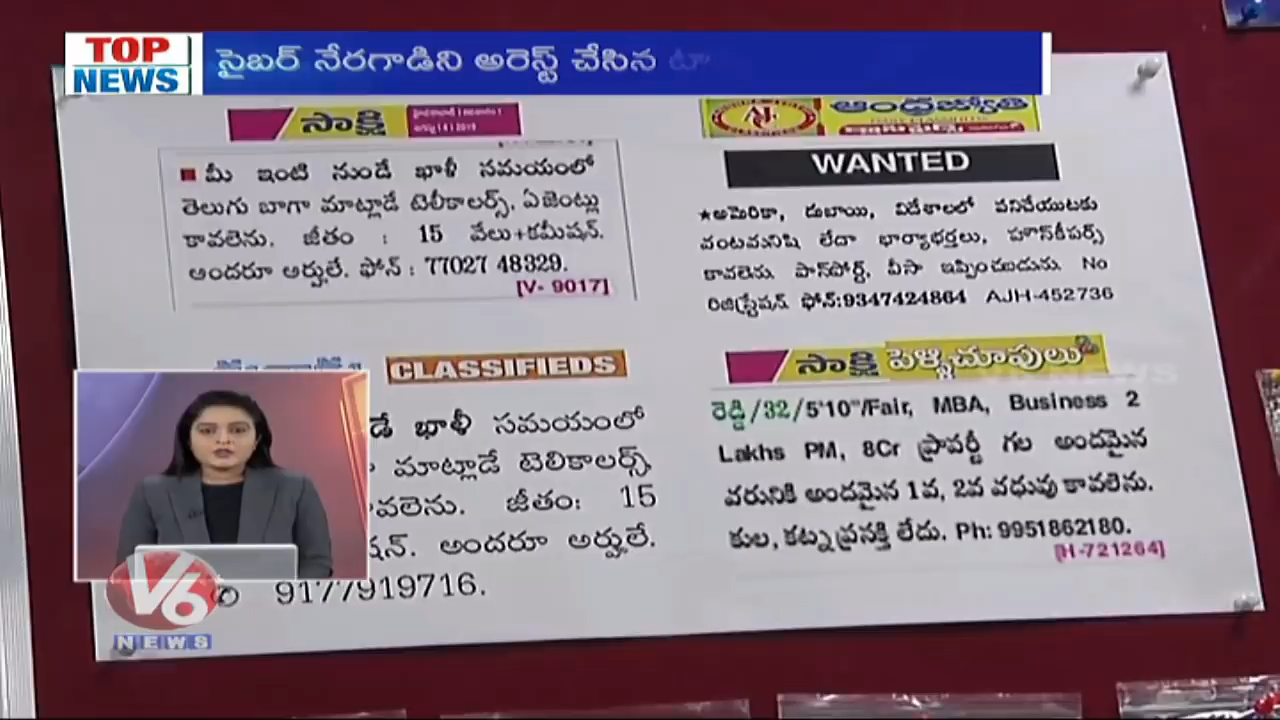 TOP
NEWS
సైబర్ నేరగాడిని అరెస్ట్ చేసిన
సాక్షి
మీ ఇంటి నుండే ఖాళీ సమయంలో
తెలుగు బాగా మాట్లాడే టెలీకాలర్స్, ఏజెంట్లు
కావలెను. జీతం : 15 వేలు+కమీషన్.
అందరూ అర్హులే. ఫోన్ : 77027 48329.
[V- 9017]
ఆంధ్రజ్యోతి
WANTED
★అమెరికా, దుబాయి, విదేశాలలో పనిచేయుటకు
వంటమనిషి లేదా భార్యాభర్తలు, హౌస్‌కీపర్స్
కావలెను. పాస్‌పోర్ట్, వీసా ఇప్పించబడును. No
రిజిస్ట్రేషన్ ఫోన్:9347424864 AJH-452736
CLASSIFIEDS
డే ఖాళీ సమయంలో
మాట్లాడే టెలికాలర్స్,
వలెను. జీతం: 15
షన్. అందరూ అర్హులే.
9177919716.
సాక్షి పెళ్ళిచూపులు
రెడ్డి/32/5'10"/Fair, MBA, Business 2
Lakhs PM, 8Cr ప్రాపర్టీ గల అందమైన
వరునికి అందమైన 1వ, 2వ వధువు కావలెను.
కుల, కట్న ప్రసక్తి లేదు. Ph: 9951862180.
[H-721264]
V6 NEWS
V6
NEWS